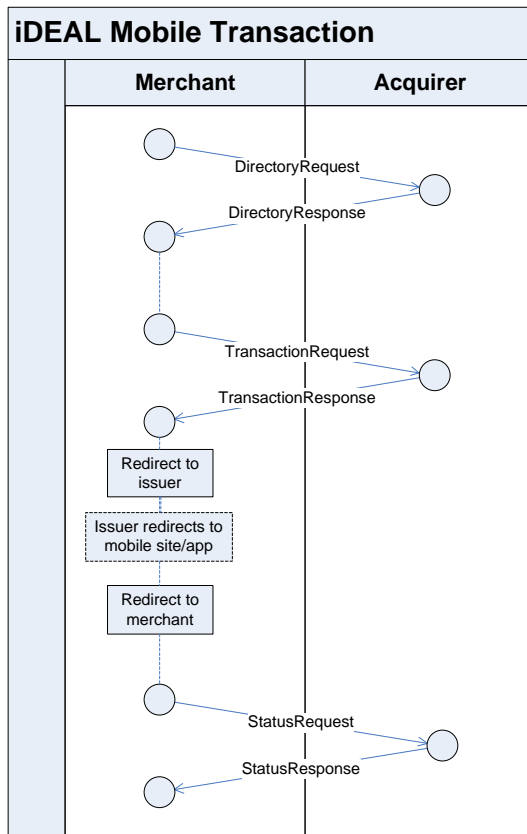 iDEAL Mobile Transaction
Merchant
Acquirer
DirectoryRequest
DirectoryResponse
TransactionRequest
TransactionResponse
Redirect to
issuer
Issuer redirects to
mobile site/app
Redirect to
merchant
StatusRequest
StatusResponse